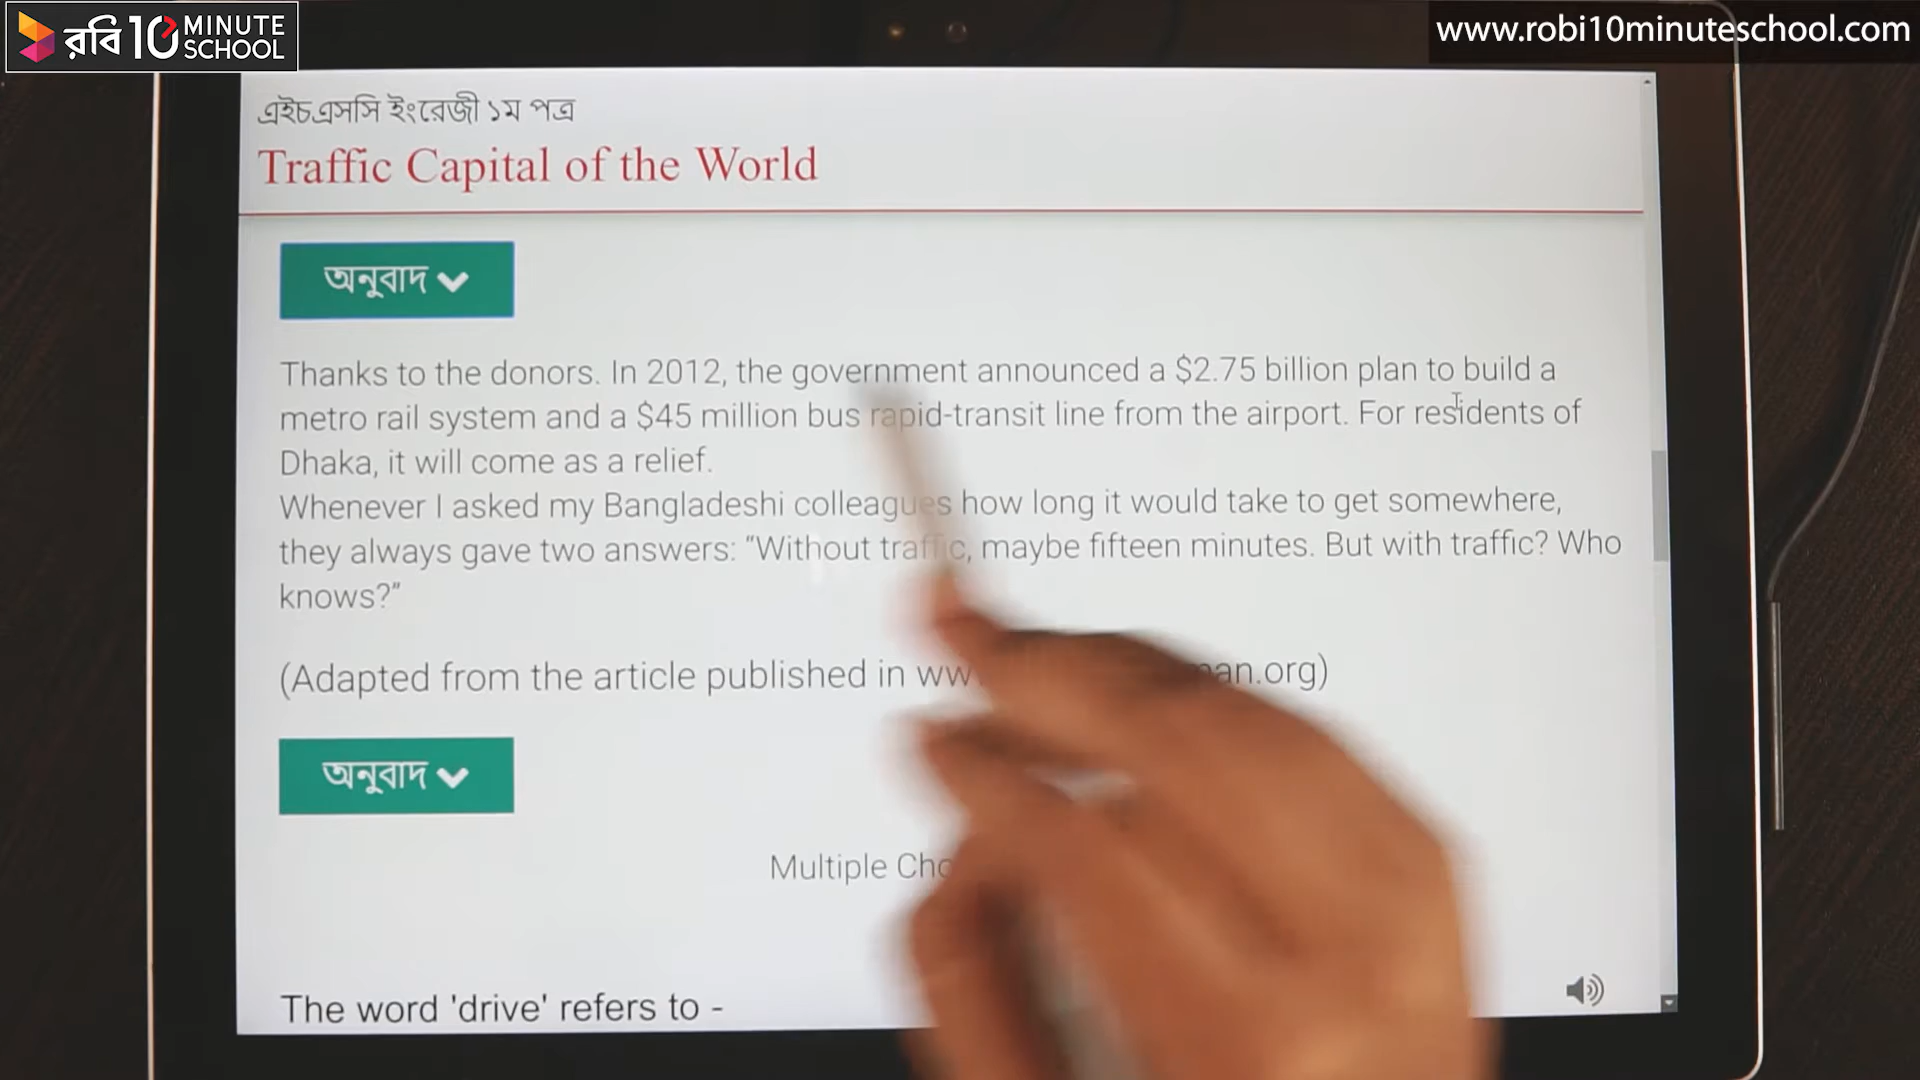 রবি 10 MINUTE SCHOOL
www.robi10minuteschool.com
এইচএসসি ইংরেজী ১ম পত্র
Traffic Capital of the World
অনুবাদ
Thanks to the donors. In 2012, the government announced a $2.75 billion plan to build a
metro rail system and a $45 million bus rapid-transit line from the airport. For residents of
Dhaka, it will come as a relief.
Whenever I asked my Bangladeshi colleagues how long it would take to get somewhere,
they always gave two answers: “Without traffic, maybe fifteen minutes. But with traffic? Who
knows?”
(Adapted from the article published in
অনুবাদ
Multiple
The word 'drive' refers to -